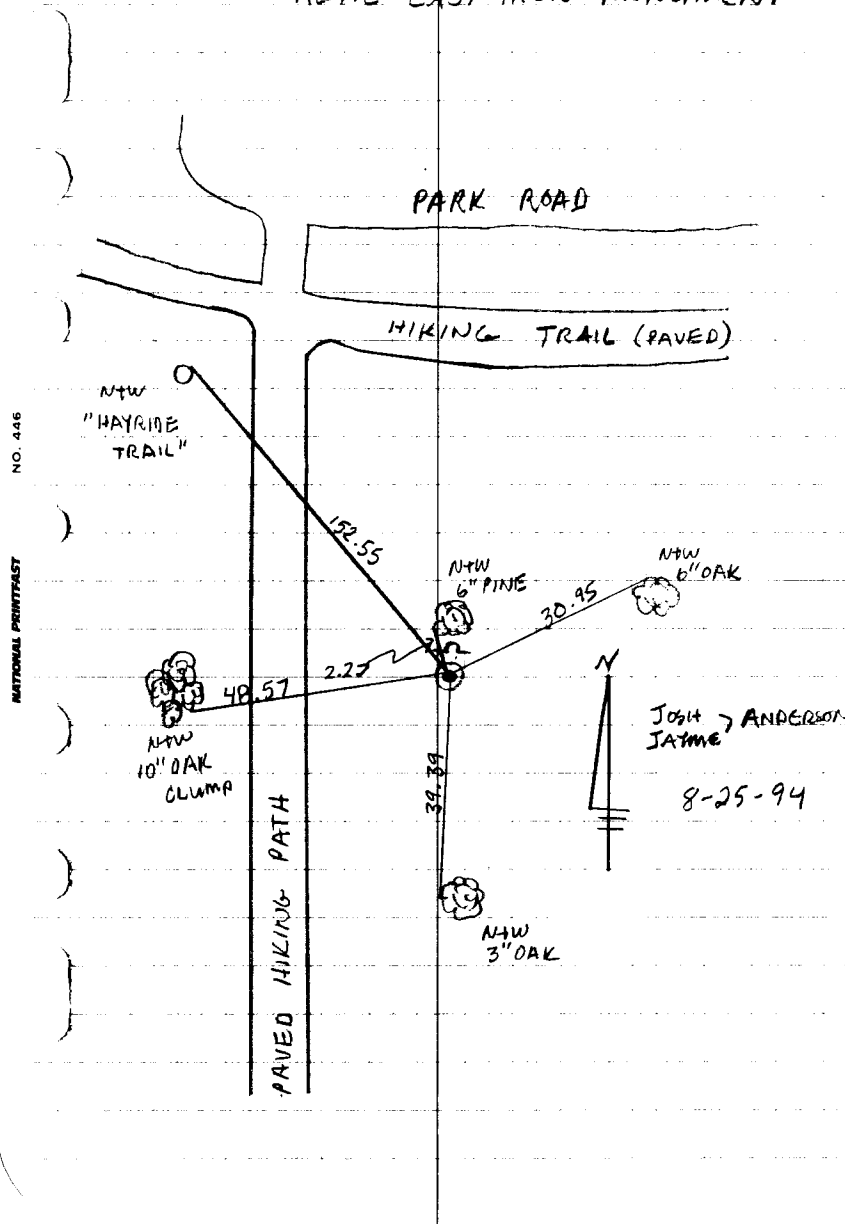 PARK ROAD
HIKING TRAIL (PAVED)
N+W
"HAYRIDE
TRAIL"
152.55
N+W
6" PINE
30.95
N+W
6" OAK
2.27
48.57
N+W
10" OAK
CLUMP
39.39
N
JOSH
JAYME } ANDERSON
8-25-94
N+W
3" OAK
PAVED HIKING PATH
NO. 446
NATIONAL PRINTFAST